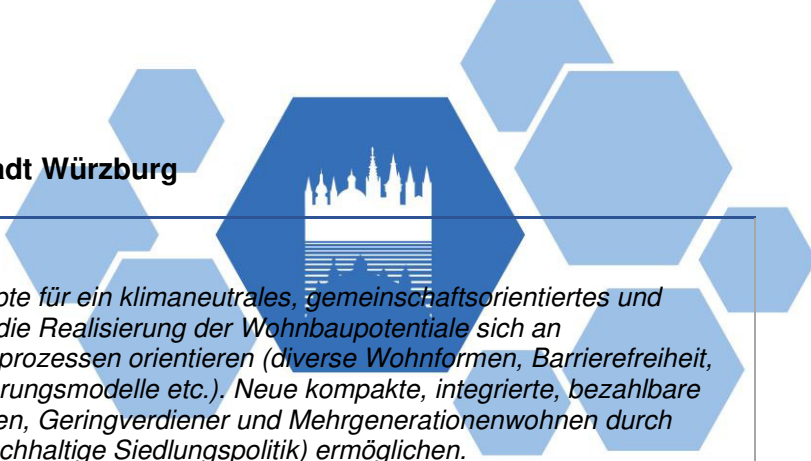 adt Würzburg
pte für ein klimaneutrales, gemeinschaftsorientiertes und
die Realisierung der Wohnbaupotentiale sich an
prozessen orientieren (diverse Wohnformen, Barrierefreiheit,
erungsmodelle etc.). Neue kompakte, integrierte, bezahlbare
en, Geringverdiener und Mehrgenerationenwohnen durch
chhaltige Siedlungspolitik) ermöglichen.